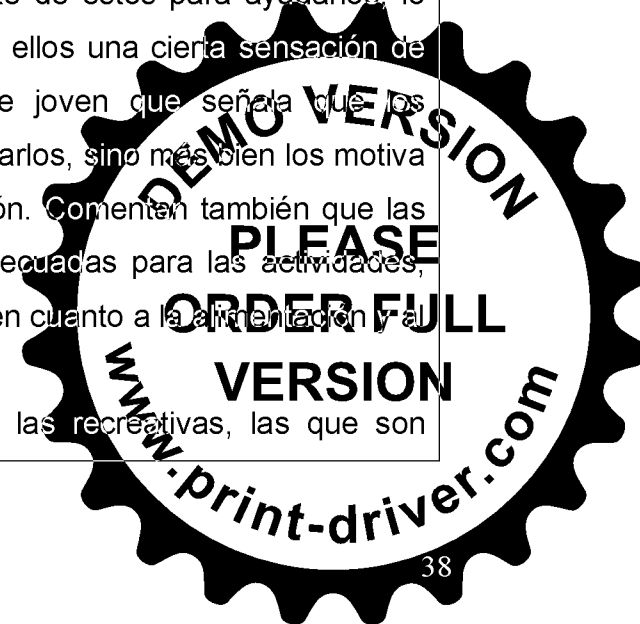 de estos para ayudarlos, lo
ellos una cierta sensación de
e joven que señala que los
arlos, sino más bien los motiva
ón. Comentan también que las
ecuadas para las actividades,
en cuanto a la alimentación y al
las recreativas, las que son
DEMO VERSION
PLEASE
ORDER FULL
VERSION
www.print-driver.com
38